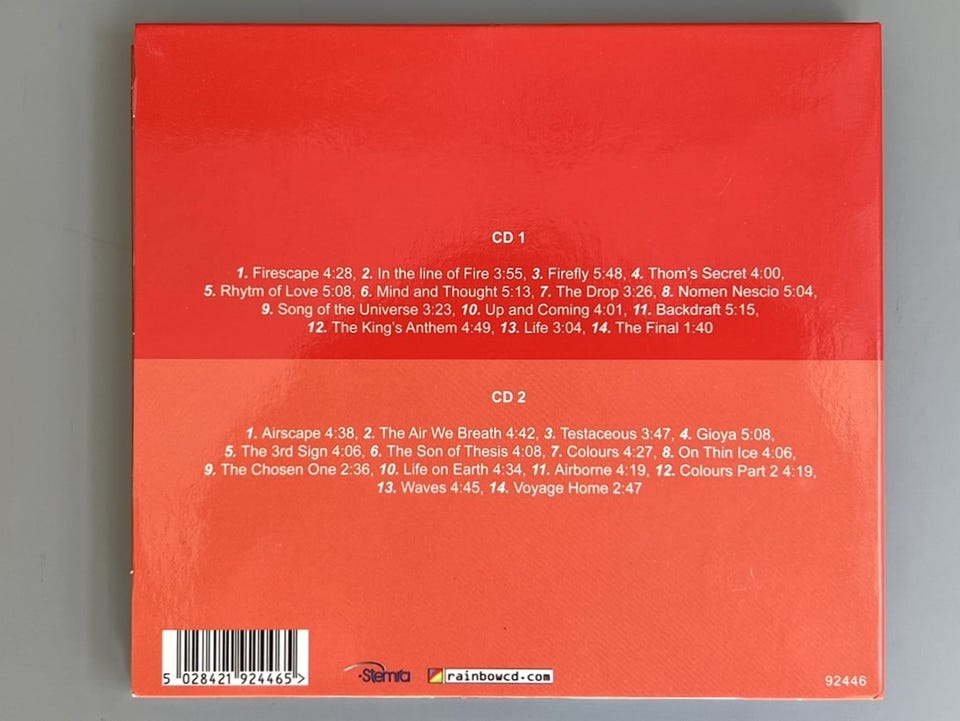 CD 1
1. Firescape 4:28, 2. In the line of Fire 3:55, 3. Firefly 5:48, 4. Thom's Secret 4:00,
5. Rhytm of Love 5:08, 6. Mind and Thought 5:13, 7. The Drop 3:26, 8. Nomen Nescio 5:04,
9. Song of the Universe 3:23, 10. Up and Coming 4:01, 11. Backdraft 5:15,
12. The King's Anthem 4:49, 13. Life 3:04, 14. The Final 1:40
CD 2
1. Airscape 4:38, 2. The Air We Breath 4:42, 3. Testaceous 3:47, 4. Gioya 5:08,
5. The 3rd Sign 4:06, 6. The Son of Thesis 4:08, 7. Colours 4:27, 8. On Thin Ice 4:06,
9. The Chosen One 2:36, 10. Life on Earth 4:34, 11. Airborne 4:19, 12. Colours Part 2 4:19,
13. Waves 4:45, 14. Voyage Home 2:47
5 028421 924465 >
Stemra
rainbowcd.com
92446